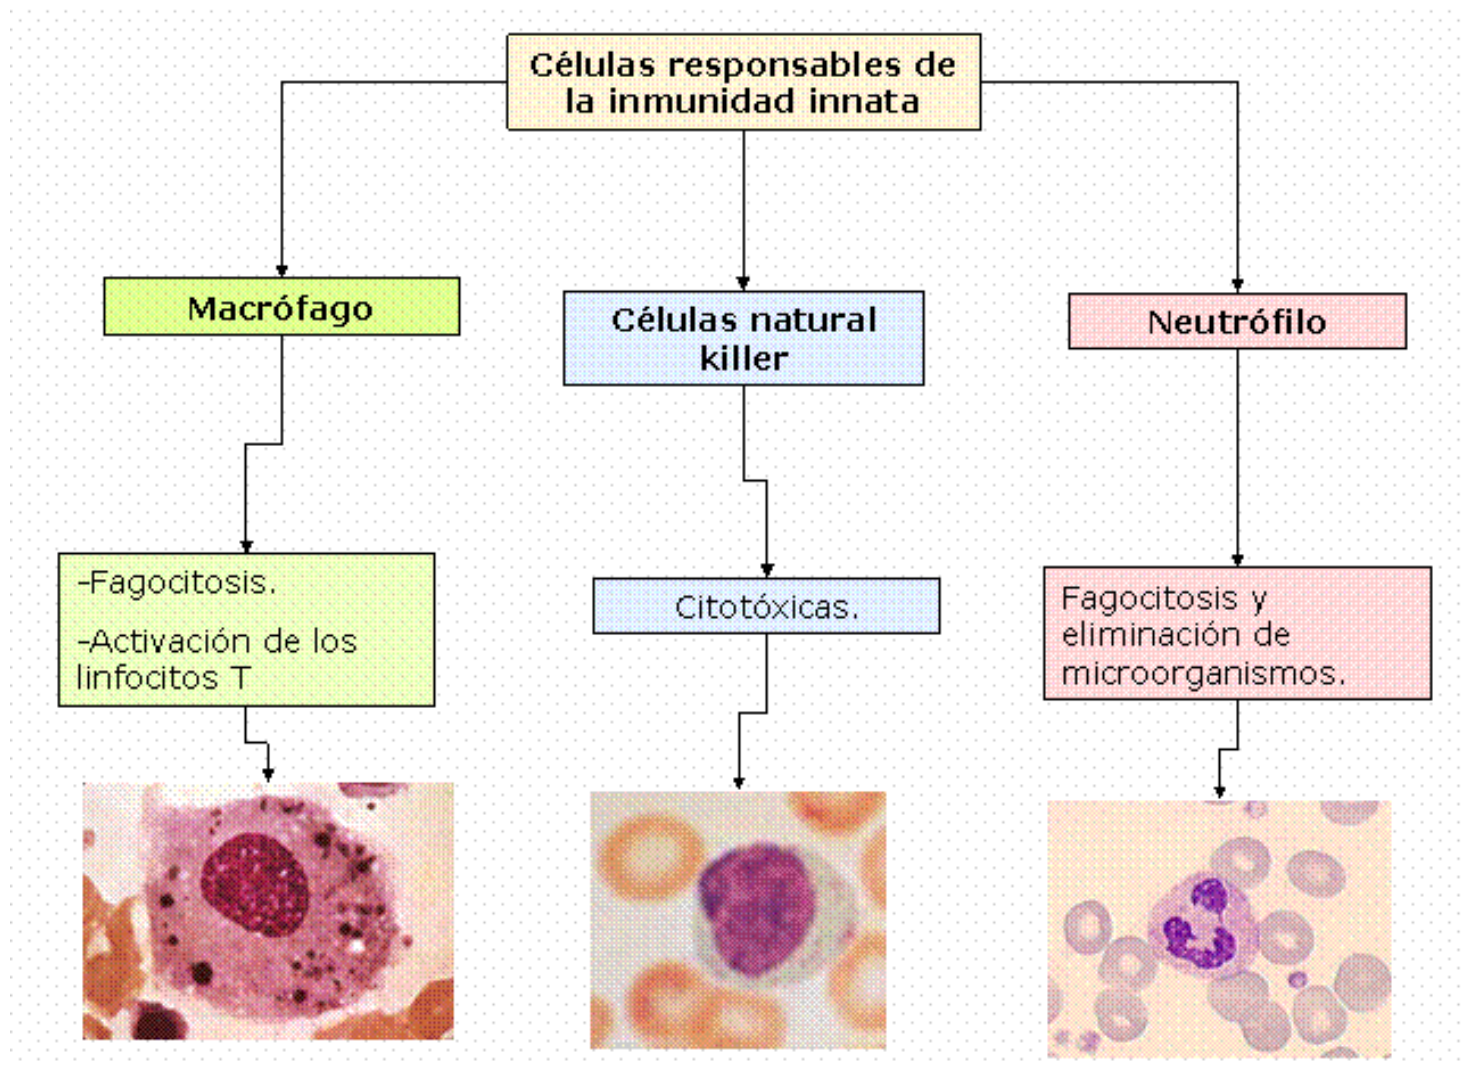 Células responsables de
la inmunidad innata
Macrófago
Células natural
killer
Neutrófilo
-Fagocitosis.
-Activación de los
linfocitos T
Citotóxicas.
Fagocitosis y
eliminación de
microorganismos.